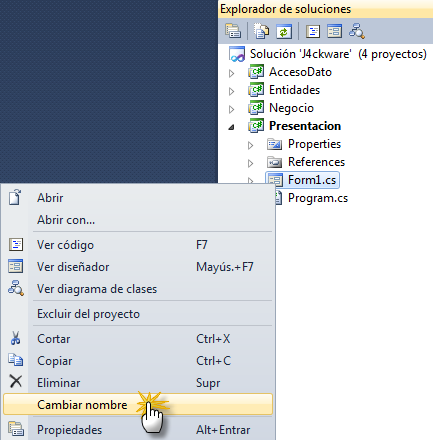 Explorador de soluciones
Solución 'J4ckware' (4 proyectos)
AccesoDato
Entidades
Negocio
Presentacion
Properties
References
Form1.cs
Program.cs
Abrir
Abrir con...
Ver código F7
Ver diseñador Mayús.+F7
Ver diagrama de clases
Excluir del proyecto
Cortar Ctrl+X
Copiar Ctrl+C
Eliminar Supr
Cambiar nombre
Propiedades Alt+Entrar